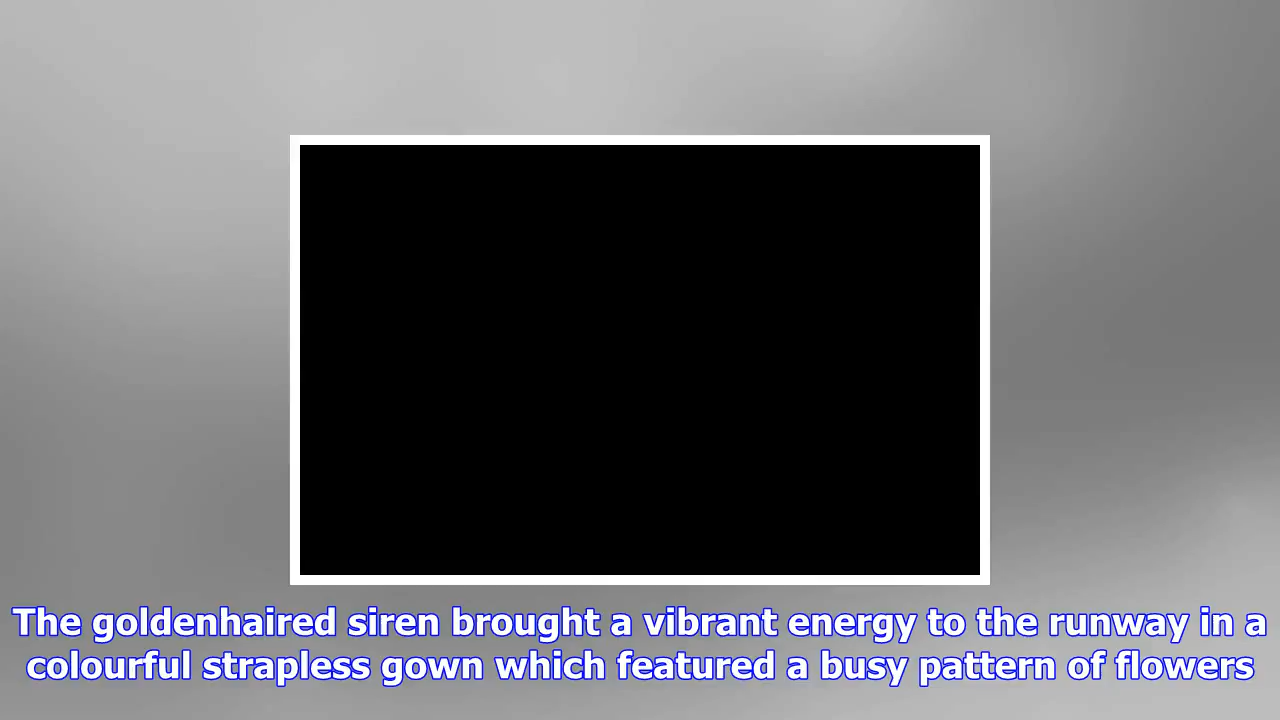 The goldenhaired siren brought a vibrant energy to the runway in a
colourful strapless gown which featured a busy pattern of flowers